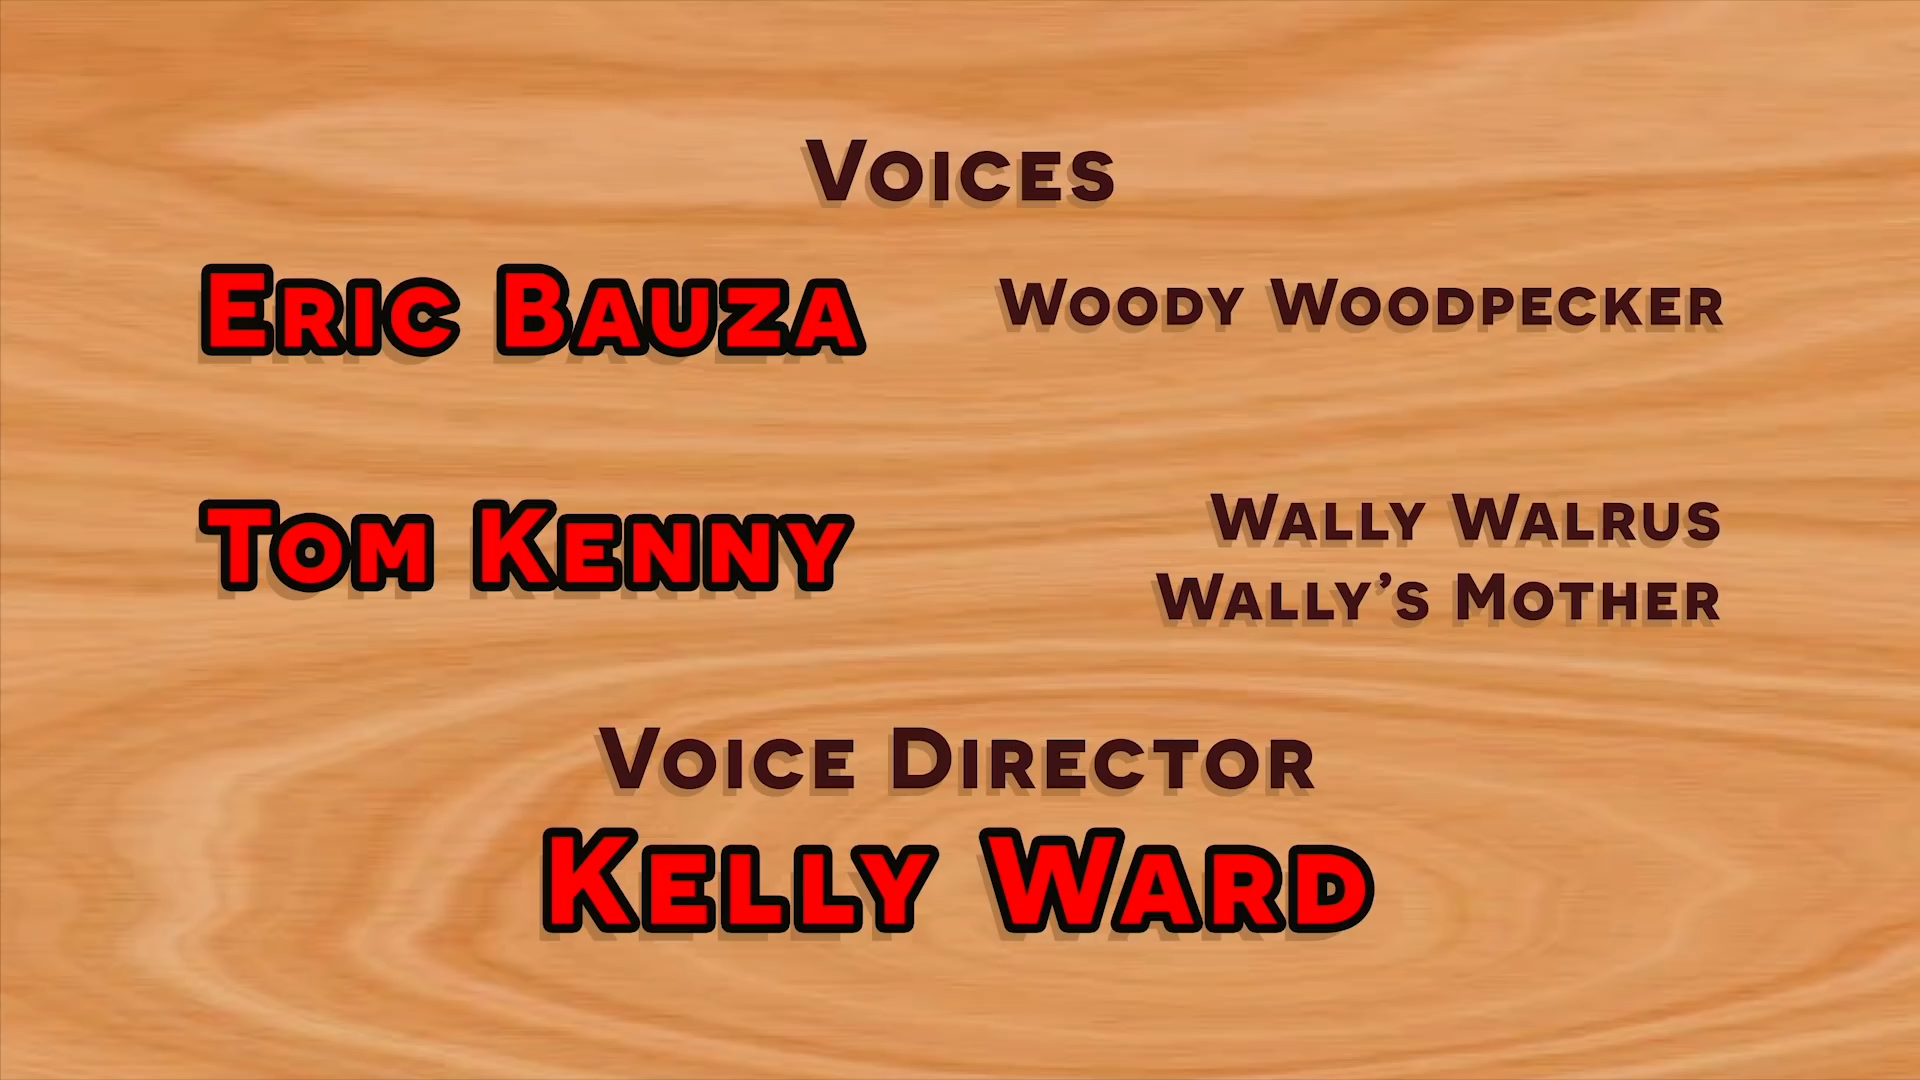 Voices
Eric Bauza Woody Woodpecker
Tom Kenny Wally Walrus
Wally’s Mother
Voice Director
Kelly Ward